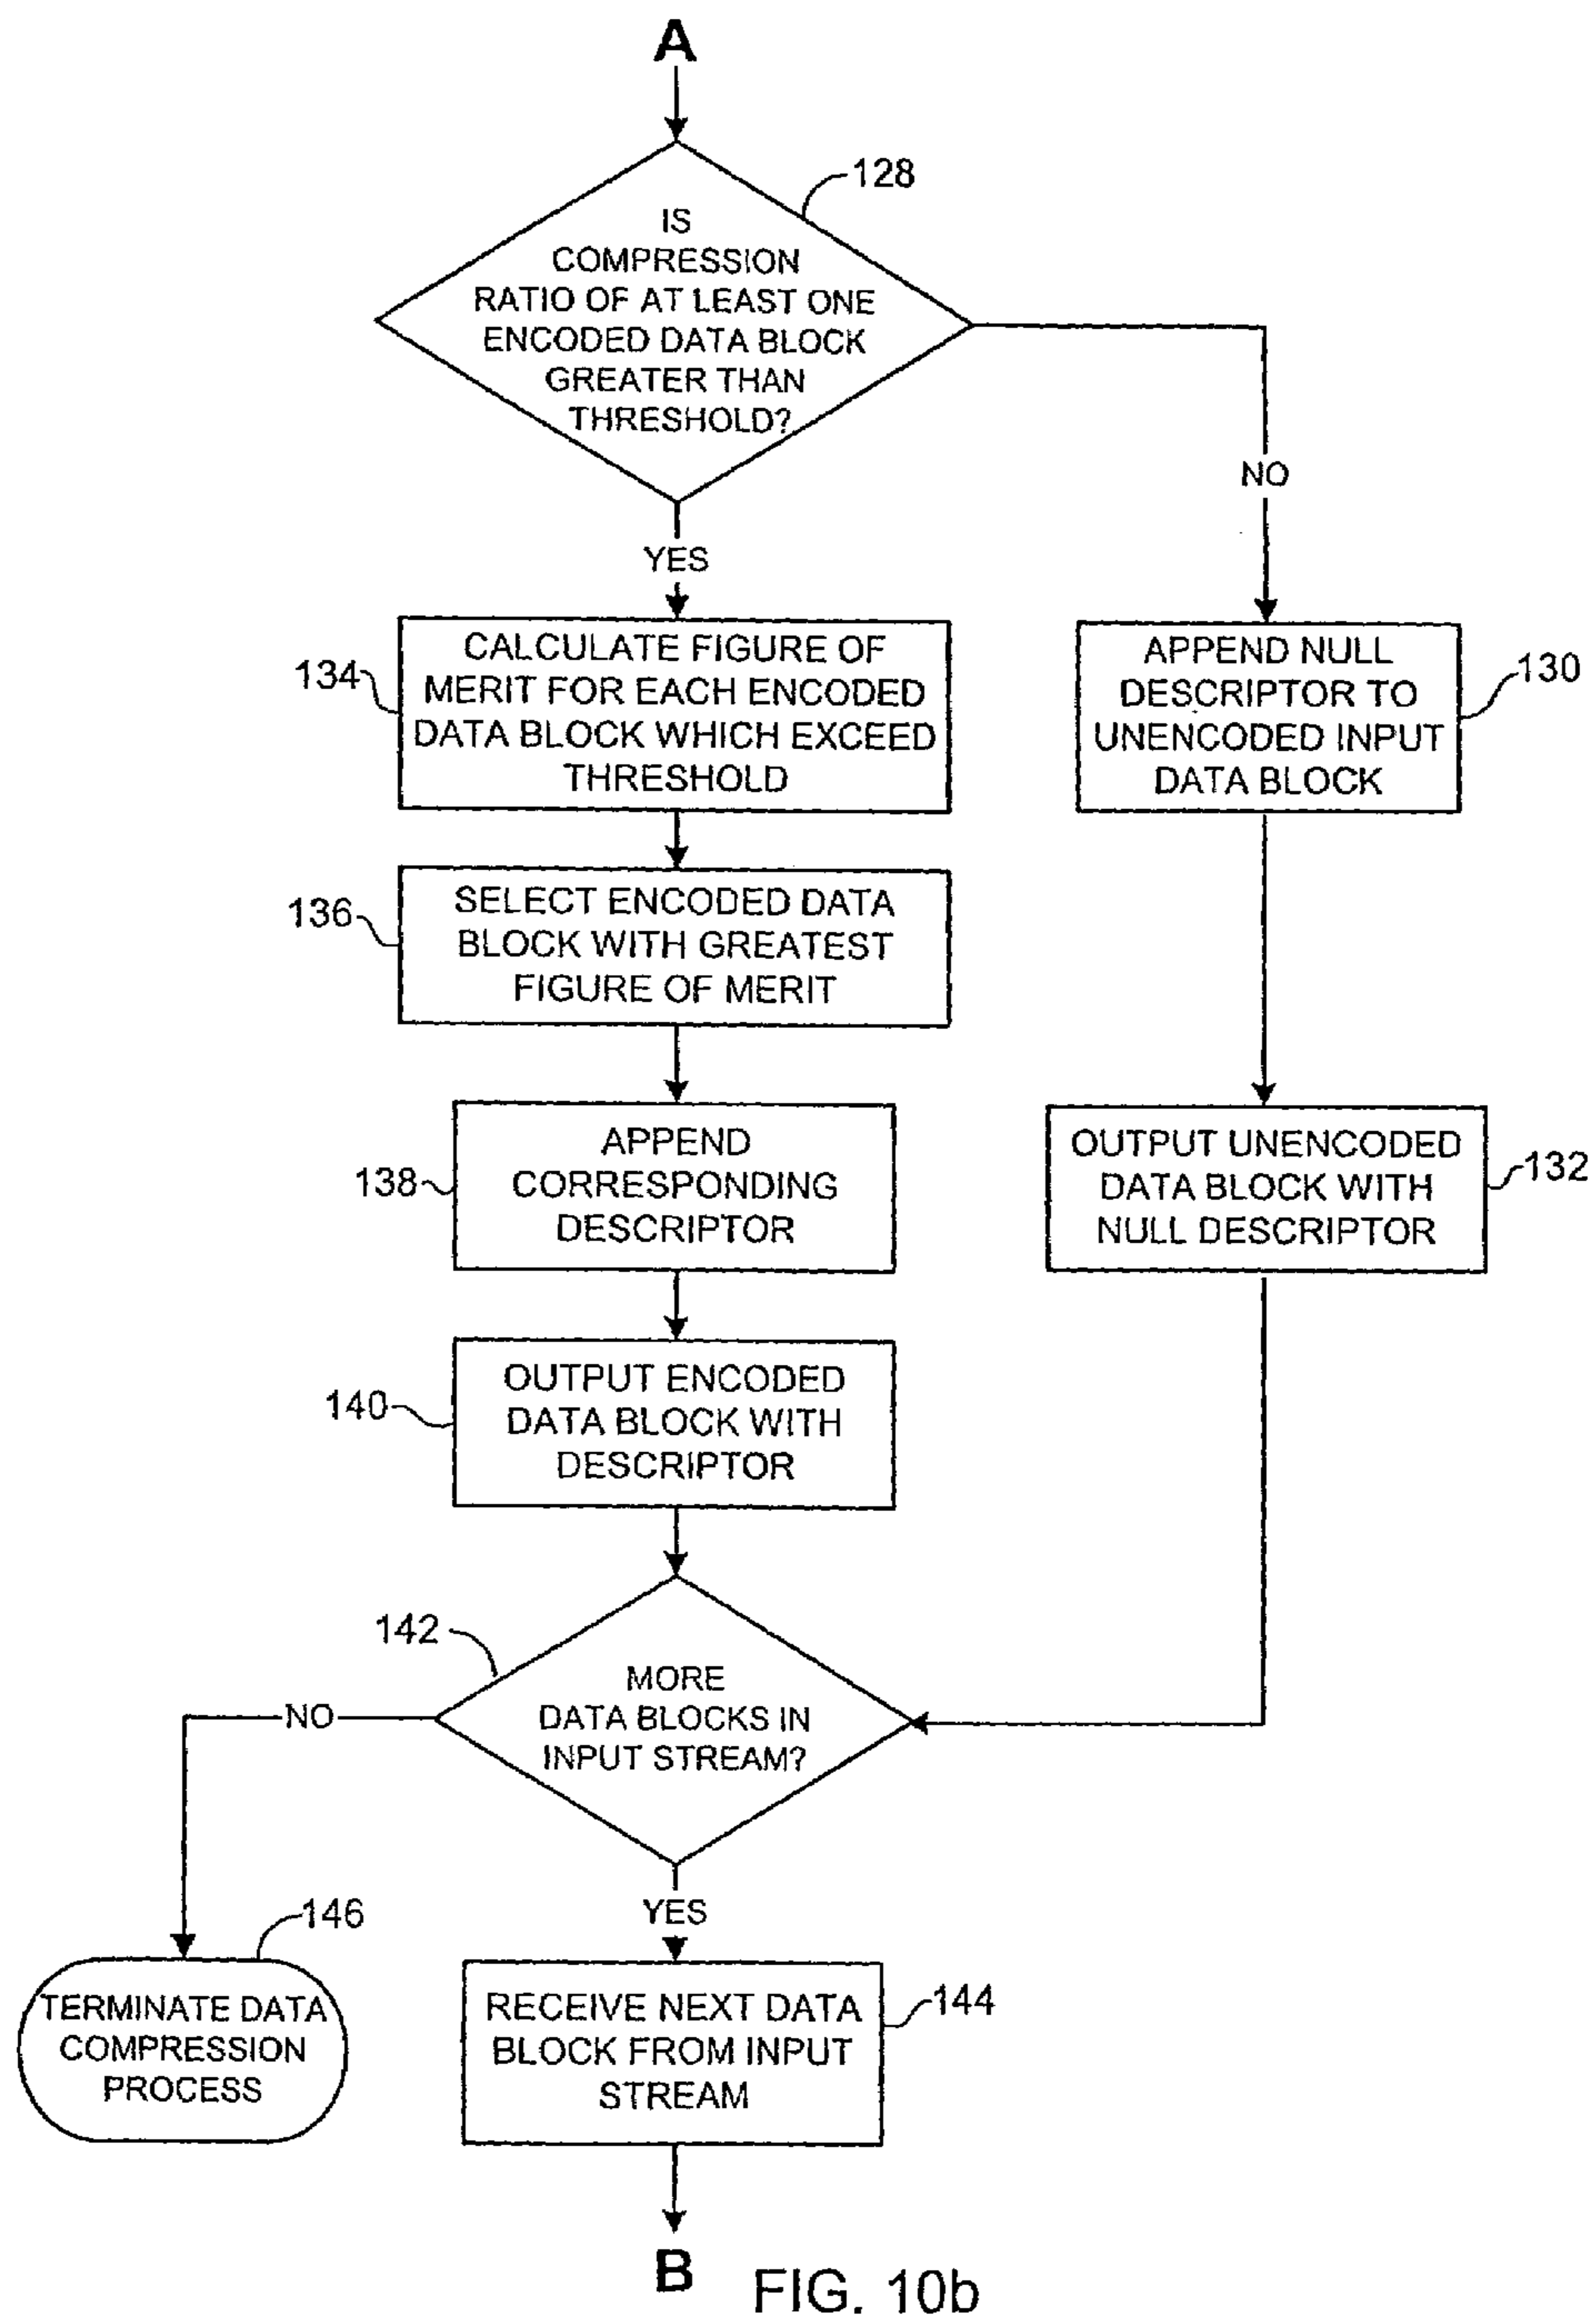 A
128
IS
COMPRESSION
RATIO OF AT LEAST ONE
ENCODED DATA BLOCK
GREATER THAN
THRESHOLD?
NO
YES
134
CALCULATE FIGURE OF
MERIT FOR EACH ENCODED
DATA BLOCK WHICH EXCEED
THRESHOLD
APPEND NULL
DESCRIPTOR TO
UNENCODED INPUT
DATA BLOCK
130
136
SELECT ENCODED DATA
BLOCK WITH GREATEST
FIGURE OF MERIT
138
APPEND
CORRESPONDING
DESCRIPTOR
OUTPUT UNENCODED
DATA BLOCK WITH
NULL DESCRIPTOR
132
140
OUTPUT ENCODED
DATA BLOCK WITH
DESCRIPTOR
142
MORE
DATA BLOCKS IN
INPUT STREAM?
NO
YES
146
TERMINATE DATA
COMPRESSION
PROCESS
RECEIVE NEXT DATA
BLOCK FROM INPUT
STREAM
144
B
FIG. 10b